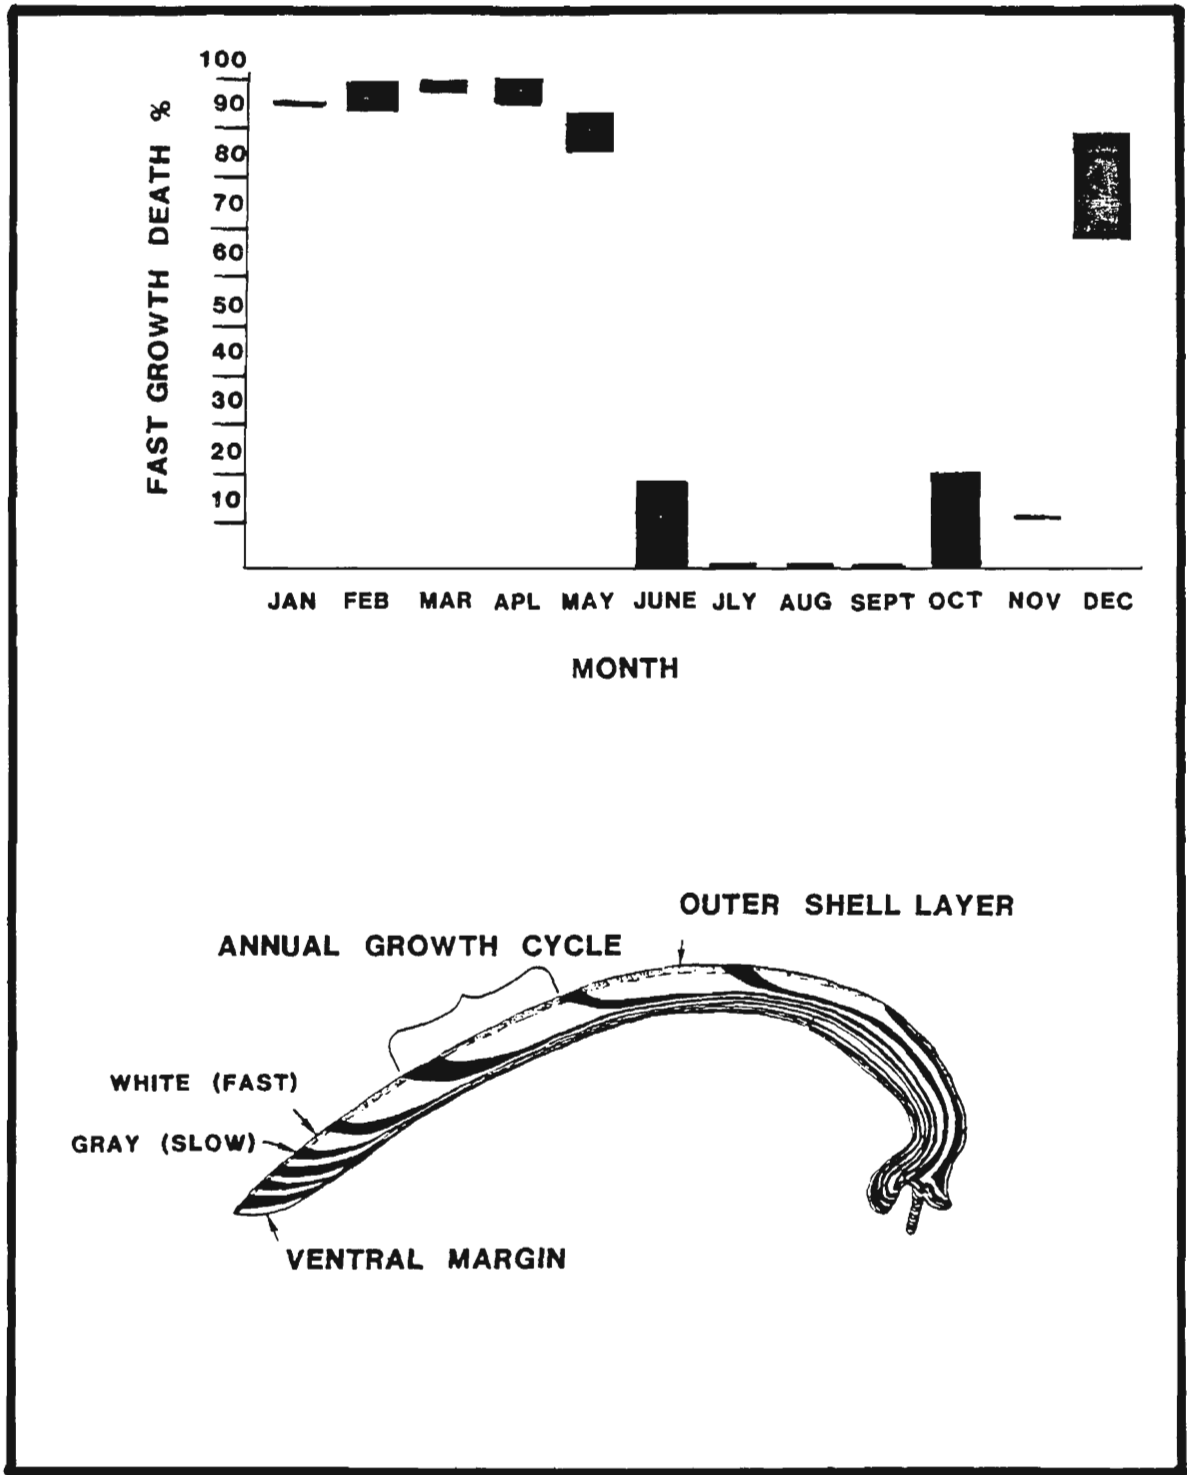 FAST GROWTH DEATH %
100
90
80
70
60
50
40
30
20
10
JAN FEB MAR APL MAY JUNE JLY AUG SEPT OCT NOV DEC
MONTH
OUTER SHELL LAYER
ANNUAL GROWTH CYCLE
WHITE (FAST)
GRAY (SLOW)
VENTRAL MARGIN